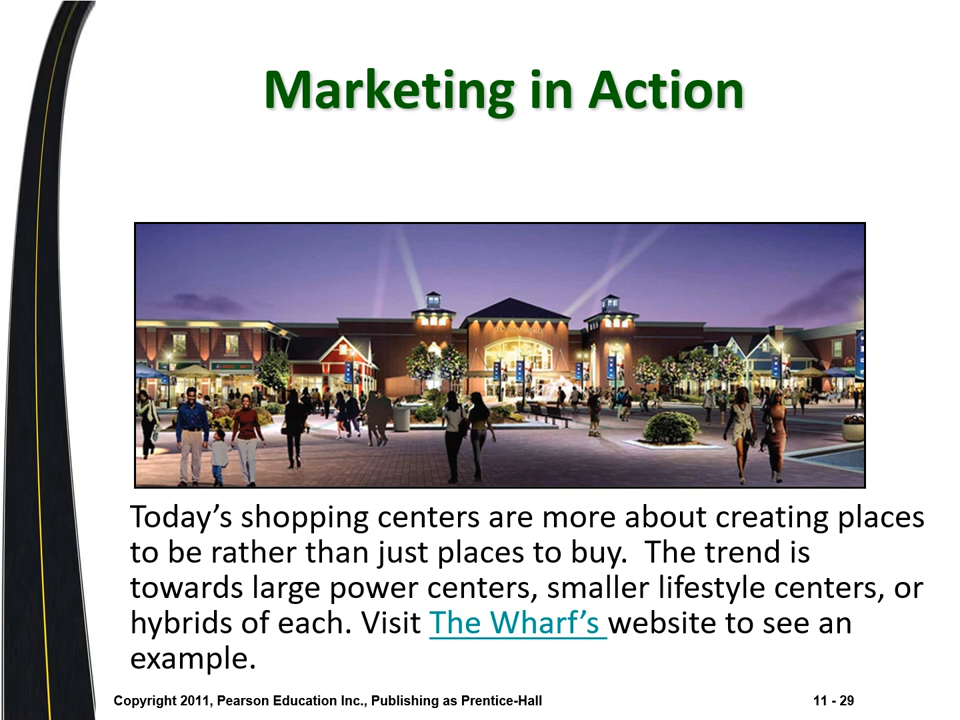 Marketing in Action
Today’s shopping centers are more about creating places
to be rather than just places to buy.  The trend is
towards large power centers, smaller lifestyle centers, or
hybrids of each. Visit The Wharf’s website to see an
example.
Copyright 2011, Pearson Education Inc., Publishing as Prentice-Hall 11 - 29